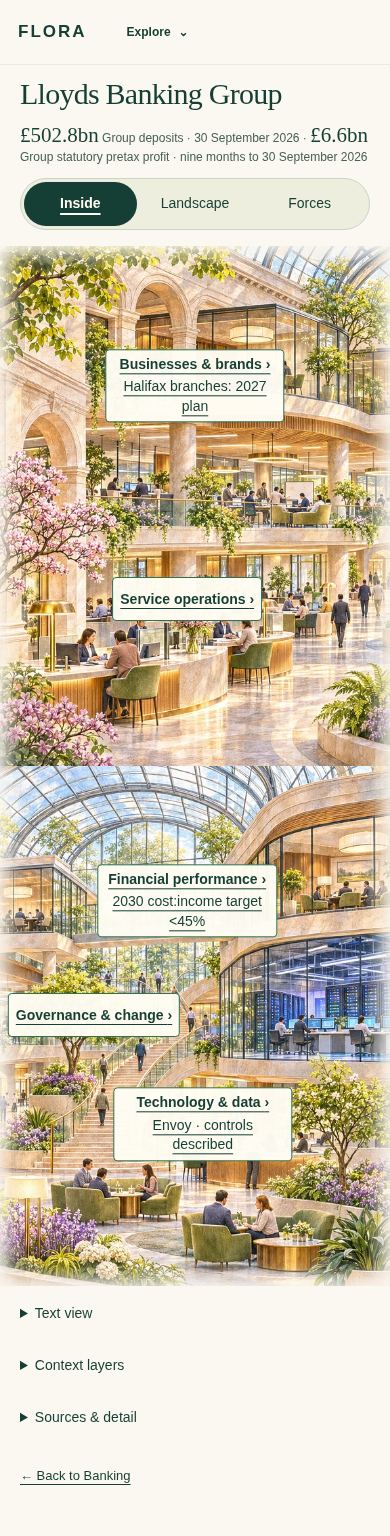 FLORA
Explore ⌄
Lloyds Banking Group
£502.8bn Group deposits · 30 September 2026 · £6.6bn
Group statutory pretax profit · nine months to 30 September 2026
Inside
Landscape
Forces
Businesses & brands ›
Halifax branches: 2027
plan
Service operations ›
Financial performance ›
2030 cost:income target
<45%
Governance & change ›
Technology & data ›
Envoy · controls
described
▶ Text view
▶ Context layers
▶ Sources & detail
← Back to Banking